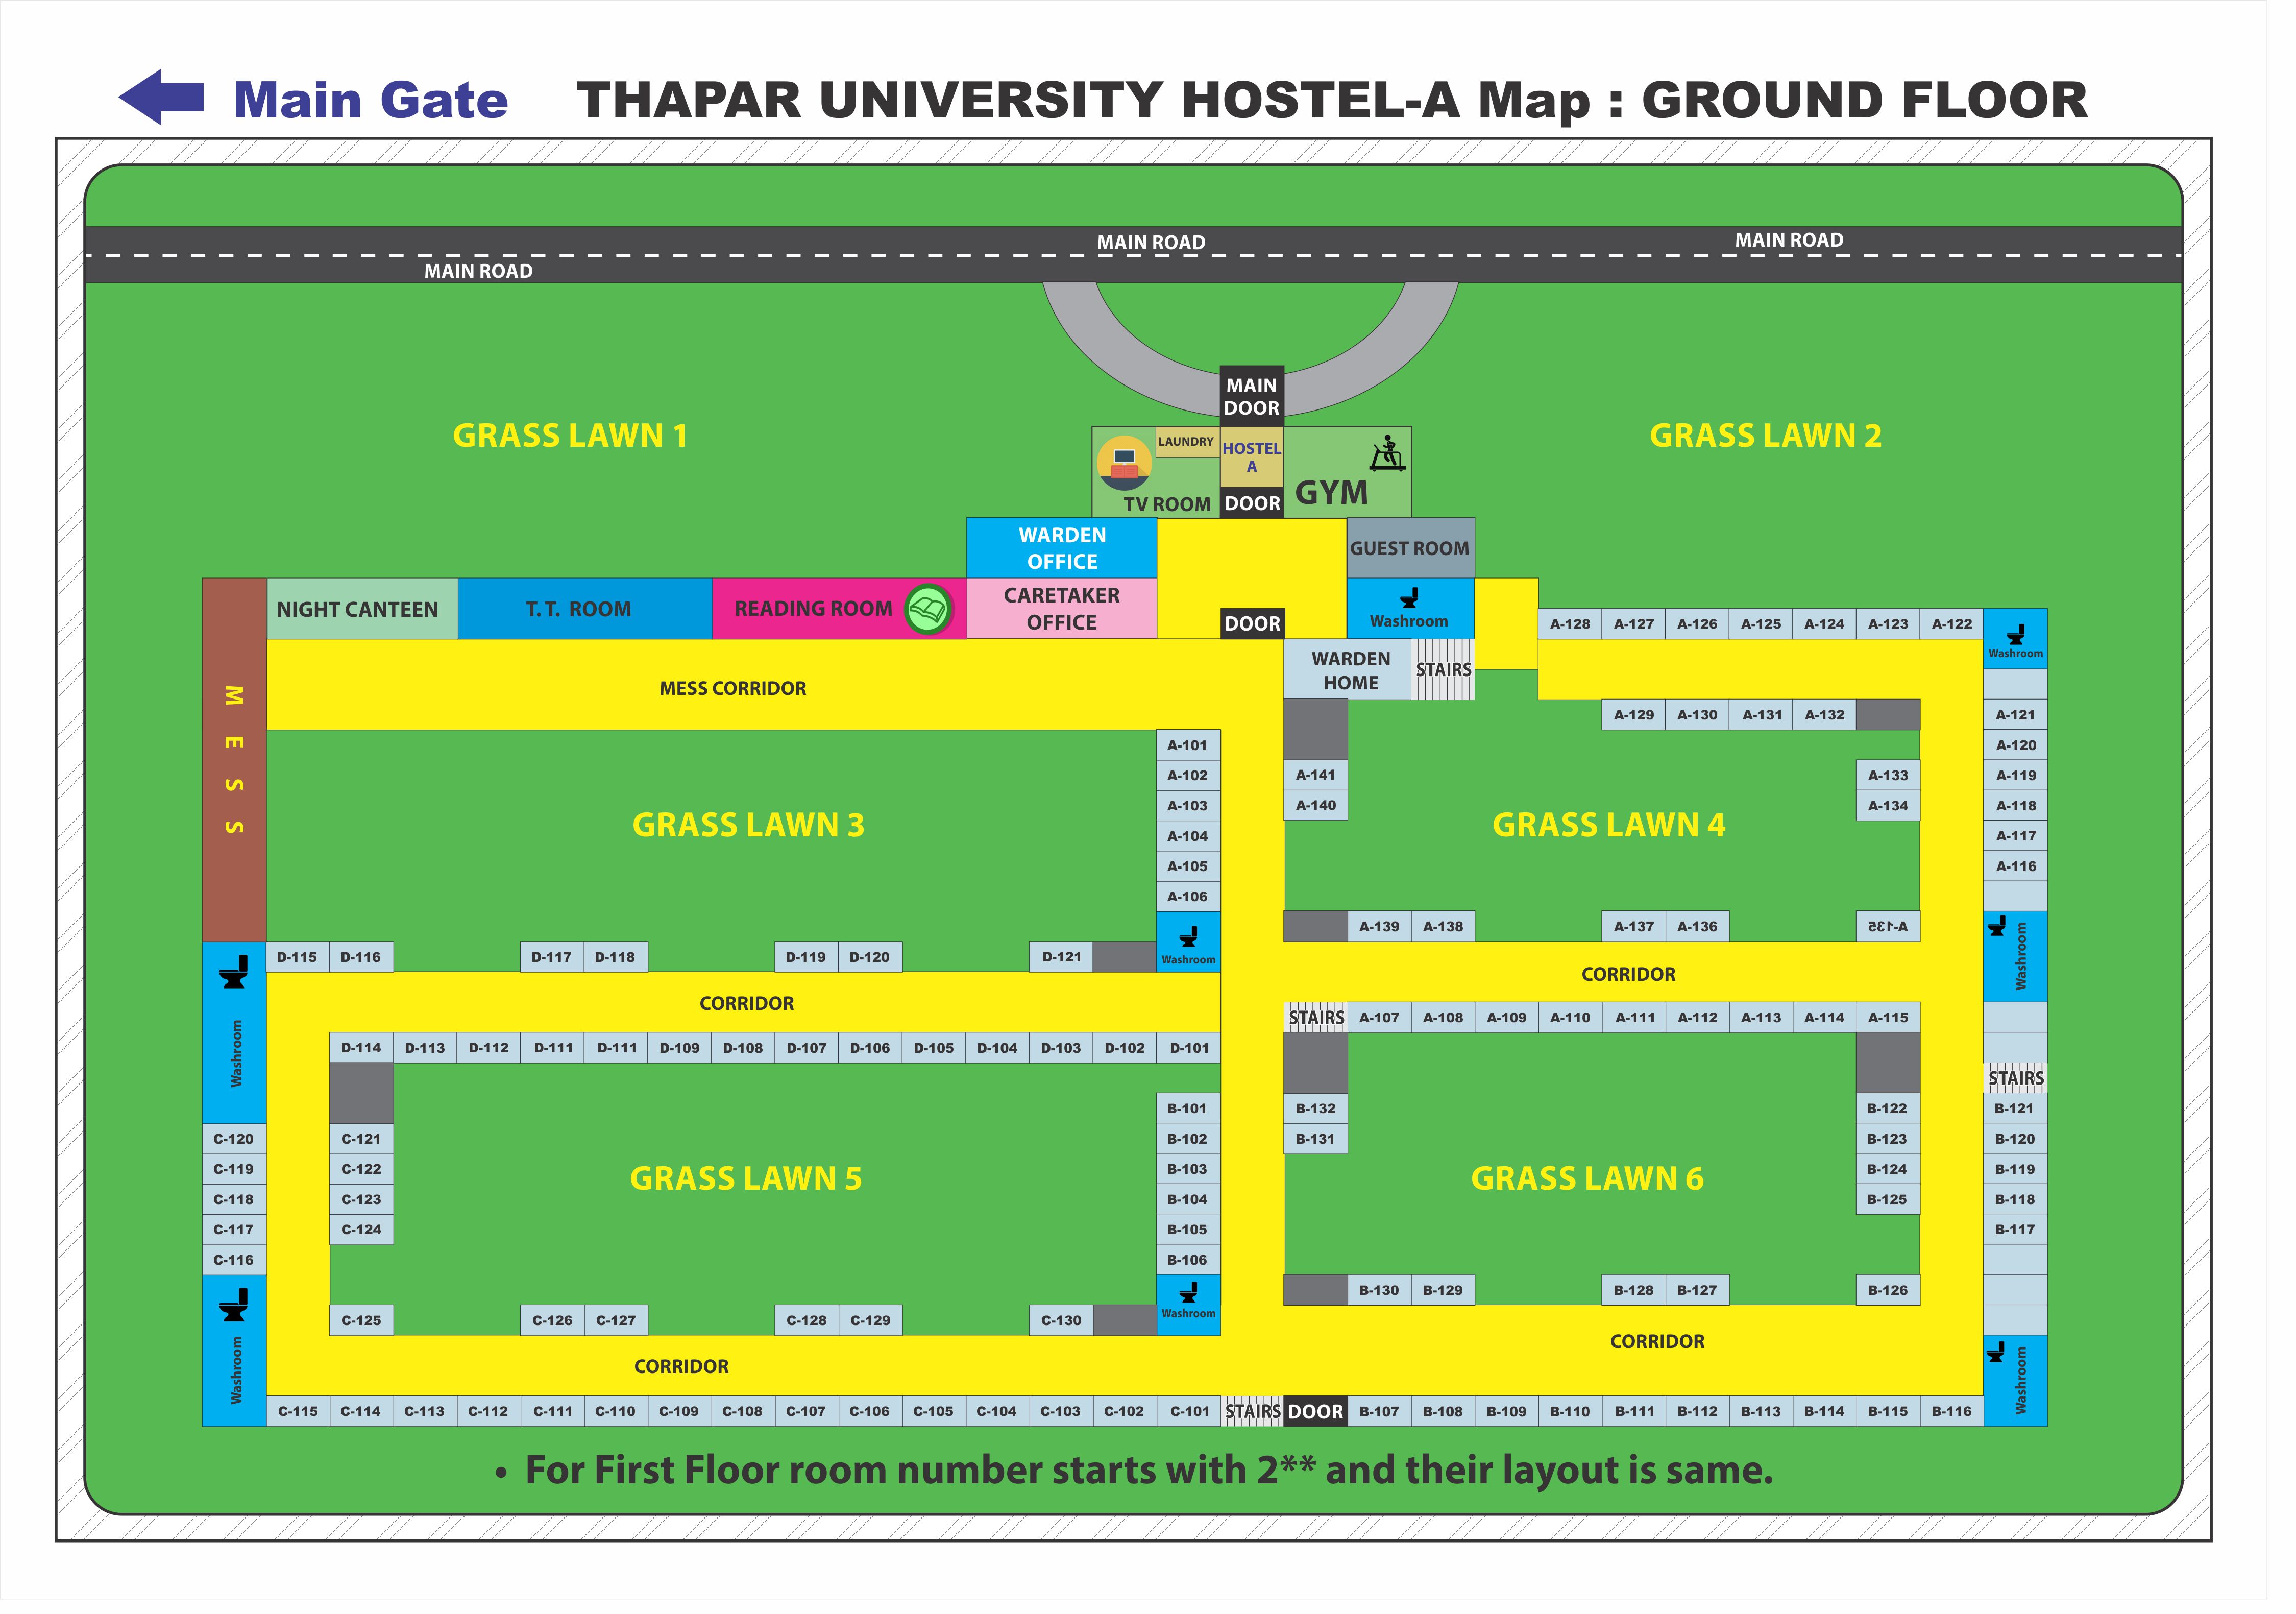 Main Gate
THAPAR UNIVERSITY HOSTEL-A Map : GROUND FLOOR
MAIN ROAD
MAIN ROAD
MAIN ROAD
MAIN
DOOR
GRASS LAWN 1
GRASS LAWN 2
LAUNDRY
HOSTEL
A
TV ROOM
DOOR
GYM
WARDEN
OFFICE
GUEST ROOM
NIGHT CANTEEN
T.T. ROOM
READING ROOM
CARETAKER
OFFICE
DOOR
Washroom
A-128
A-127
A-126
A-125
A-124
A-123
A-122
Washroom
MESS
MESS CORRIDOR
WARDEN
HOME
STAIRS
A-129
A-130
A-131
A-132
A-121
A-120
A-119
A-118
A-117
A-116
A-101
A-102
A-103
A-104
A-105
A-106
Washroom
A-141
A-140
A-133
A-134
GRASS LAWN 3
GRASS LAWN 4
A-139
A-138
A-137
A-136
A-135
Washroom
D-115
D-116
D-117
D-118
D-119
D-120
D-121
CORRIDOR
CORRIDOR
Washroom
STAIRS
A-107
A-108
A-109
A-110
A-111
A-112
A-113
A-114
A-115
D-114
D-113
D-112
D-111
D-111
D-109
D-108
D-107
D-106
D-105
D-104
D-103
D-102
D-101
STAIRS
C-120
C-119
C-118
C-117
C-116
C-121
C-122
C-123
C-124
GRASS LAWN 5
B-101
B-102
B-103
B-104
B-105
B-106
Washroom
B-132
B-131
GRASS LAWN 6
B-122
B-123
B-124
B-125
B-121
B-120
B-119
B-118
B-117
Washroom
C-125
C-126
C-127
C-128
C-129
C-130
B-130
B-129
B-128
B-127
B-126
CORRIDOR
CORRIDOR
Washroom
C-115
C-114
C-113
C-112
C-111
C-110
C-109
C-108
C-107
C-106
C-105
C-104
C-103
C-102
C-101
STAIRS
DOOR
B-107
B-108
B-109
B-110
B-111
B-112
B-113
B-114
B-115
B-116
• For First Floor room number starts with 2** and their layout is same.